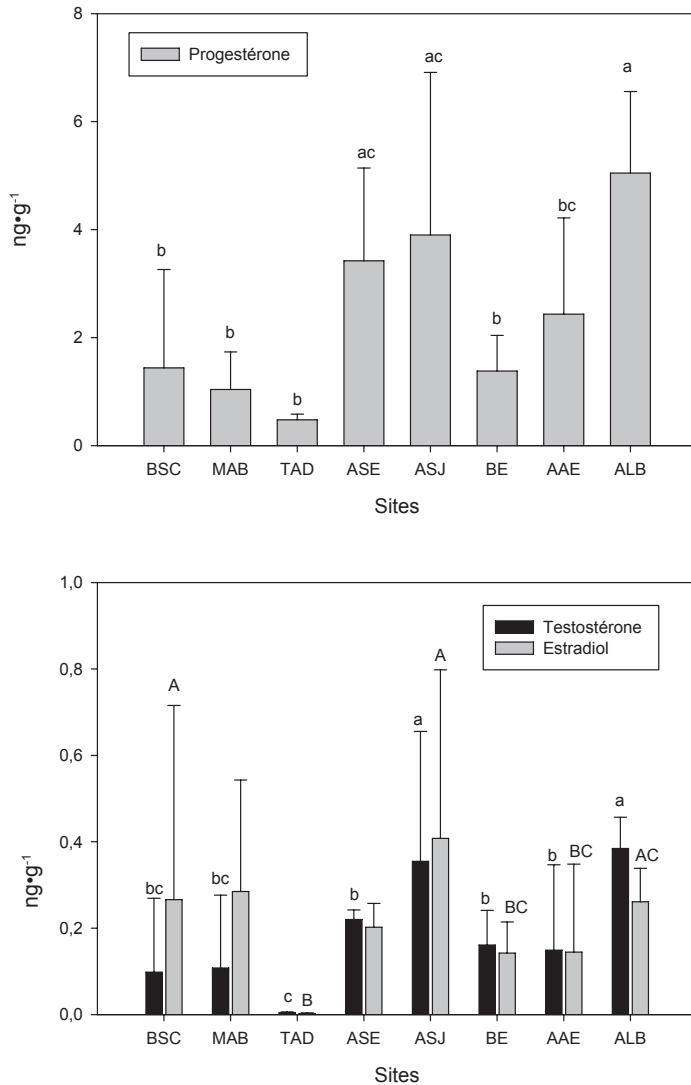 8
Progestérone
ac
a
6
ac
ng•g-1
4
bc
b
b
b
2
b
0
BSC MAB TAD ASE ASJ BE AAE ALB
Sites
1,0
Testostérone
Estradiol
A
A
0,8
0,6
a
a
ng•g-1
0,4
bc
bc
b
b
BC
b
BC
AC
0,2
c
B
0,0
BSC MAB TAD ASE ASJ BE AAE ALB
Sites